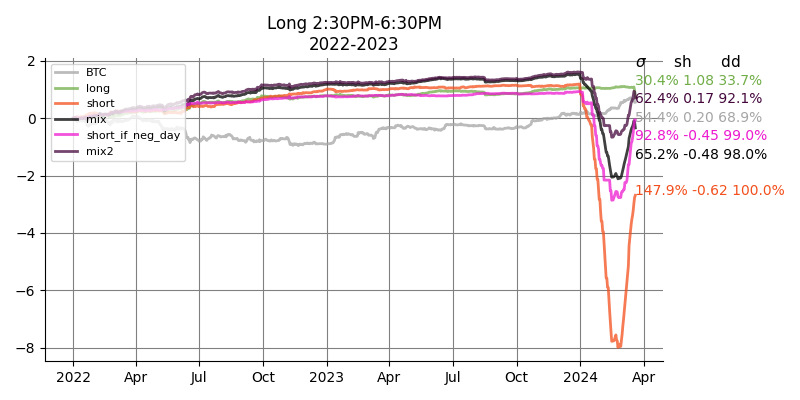 Long 2:30PM-6:30PM
2022-2023
σ sh dd
30.4% 1.08 33.7%
62.4% 0.17 92.1%
54.4% 0.20 68.9%
92.8% -0.45 99.0%
65.2% -0.48 98.0%
147.9% -0.62 100.0%
BTC
long
short
mix
short_if_neg_day
mix2
2
0
−2
−4
−6
−8
2022 Apr Jul Oct 2023 Apr Jul Oct 2024 Apr